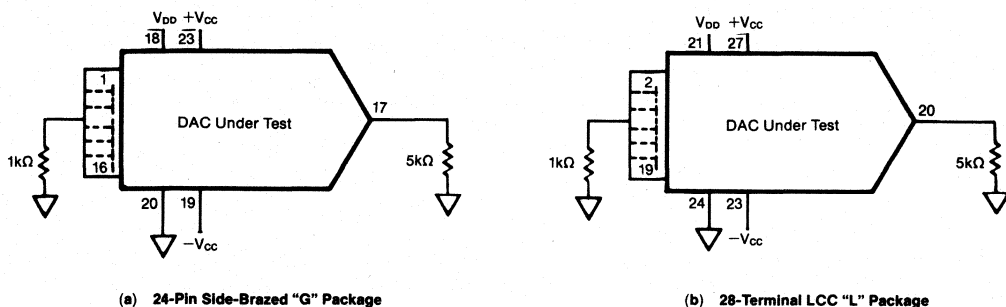 V_DD +V_CC
18 23
1
DAC Under Test
17
1kΩ
16
5kΩ
20 19
−V_CC
(a) 24-Pin Side-Brazed "G" Package
V_DD +V_CC
21 27
2
DAC Under Test
20
1kΩ
19
5kΩ
24 23
−V_CC
(b) 28-Terminal LCC "L" Package